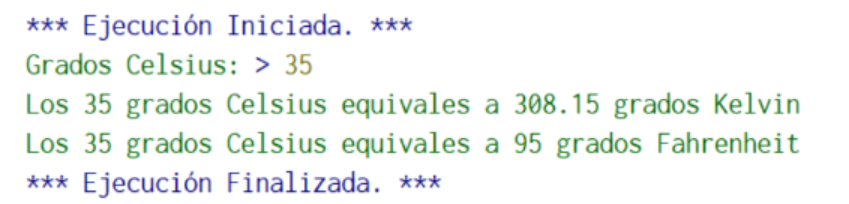 *** Ejecución Iniciada. ***
Grados Celsius: > 35
Los 35 grados Celsius equivales a 308.15 grados Kelvin
Los 35 grados Celsius equivales a 95 grados Fahrenheit
*** Ejecución Finalizada. ***